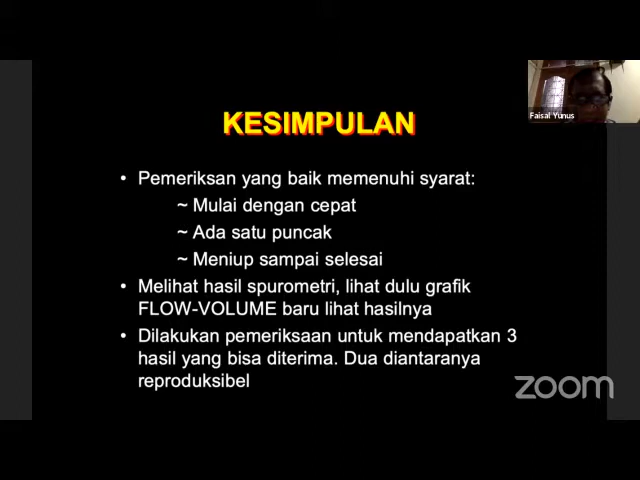 Faisal Yunus
KESIMPULAN
• Pemeriksan yang baik memenuhi syarat:
~ Mulai dengan cepat
~ Ada satu puncak
~ Meniup sampai selesai
• Melihat hasil spurometri, lihat dulu grafik
FLOW-VOLUME baru lihat hasilnya
• Dilakukan pemeriksaan untuk mendapatkan 3
hasil yang bisa diterima. Dua diantaranya
reproduksibel
zoom